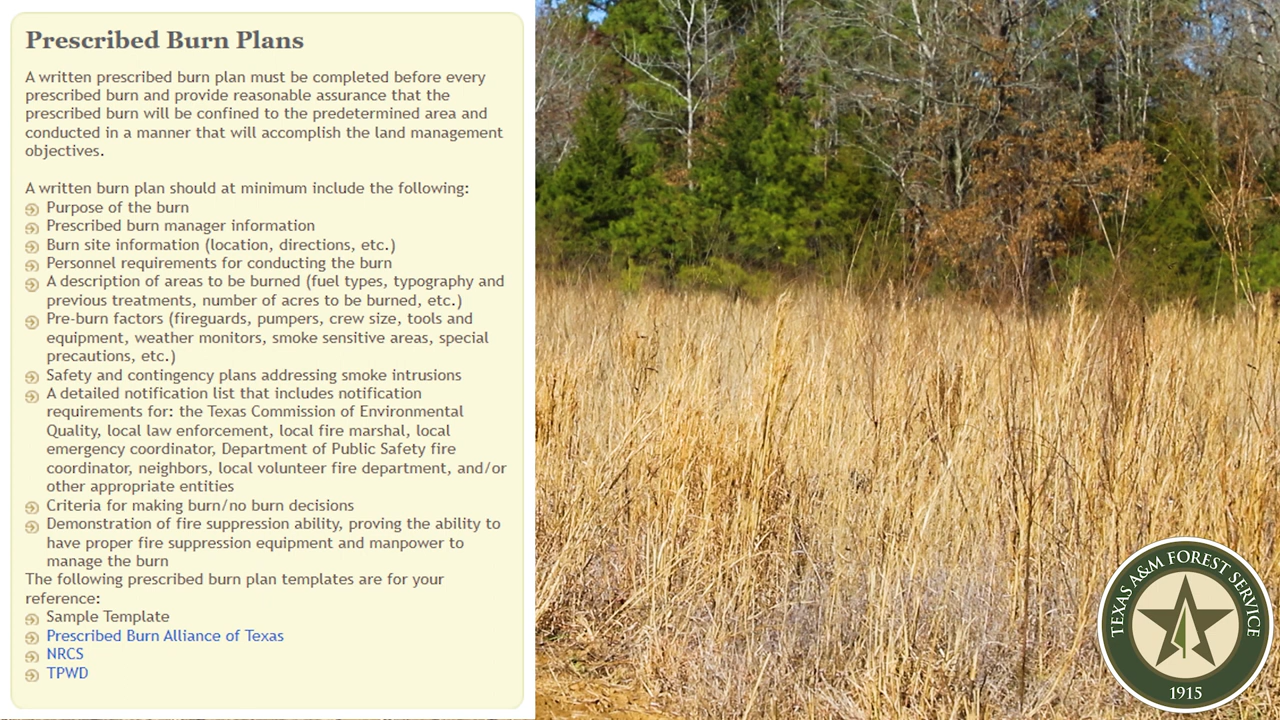 Prescribed Burn Plans
A written prescribed burn plan must be completed before every
prescribed burn and provide reasonable assurance that the
prescribed burn will be confined to the predetermined area and
conducted in a manner that will accomplish the land management
objectives.
A written burn plan should at minimum include the following:
Purpose of the burn
Prescribed burn manager information
Burn site information (location, directions, etc.)
Personnel requirements for conducting the burn
A description of areas to be burned (fuel types, typography and
previous treatments, number of acres to be burned, etc.)
Pre-burn factors (fireguards, pumpers, crew size, tools and
equipment, weather monitors, smoke sensitive areas, special
precautions, etc.)
Safety and contingency plans addressing smoke intrusions
A detailed notification list that includes notification
requirements for: the Texas Commission of Environmental
Quality, local law enforcement, local fire marshal, local
emergency coordinator, Department of Public Safety fire
coordinator, neighbors, local volunteer fire department, and/or
other appropriate entities
Criteria for making burn/no burn decisions
Demonstration of fire suppression ability, proving the ability to
have proper fire suppression equipment and manpower to
manage the burn
The following prescribed burn plan templates are for your
reference:
Sample Template
Prescribed Burn Alliance of Texas
NRCS
TPWD
TEXAS A&M FOREST SERVICE
1915